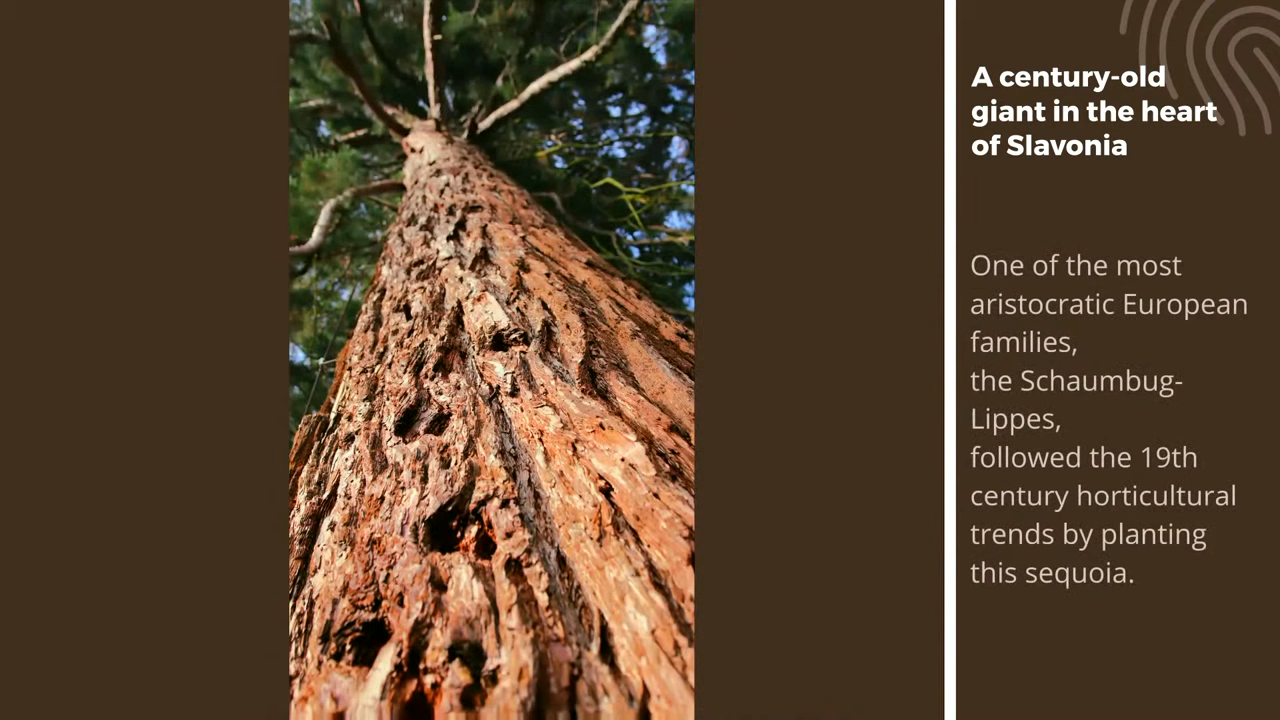 A century-old
giant in the heart
of Slavonia
One of the most
aristocratic European
families,
the Schaumbug-
Lippes,
followed the 19th
century horticultural
trends by planting
this sequoia.